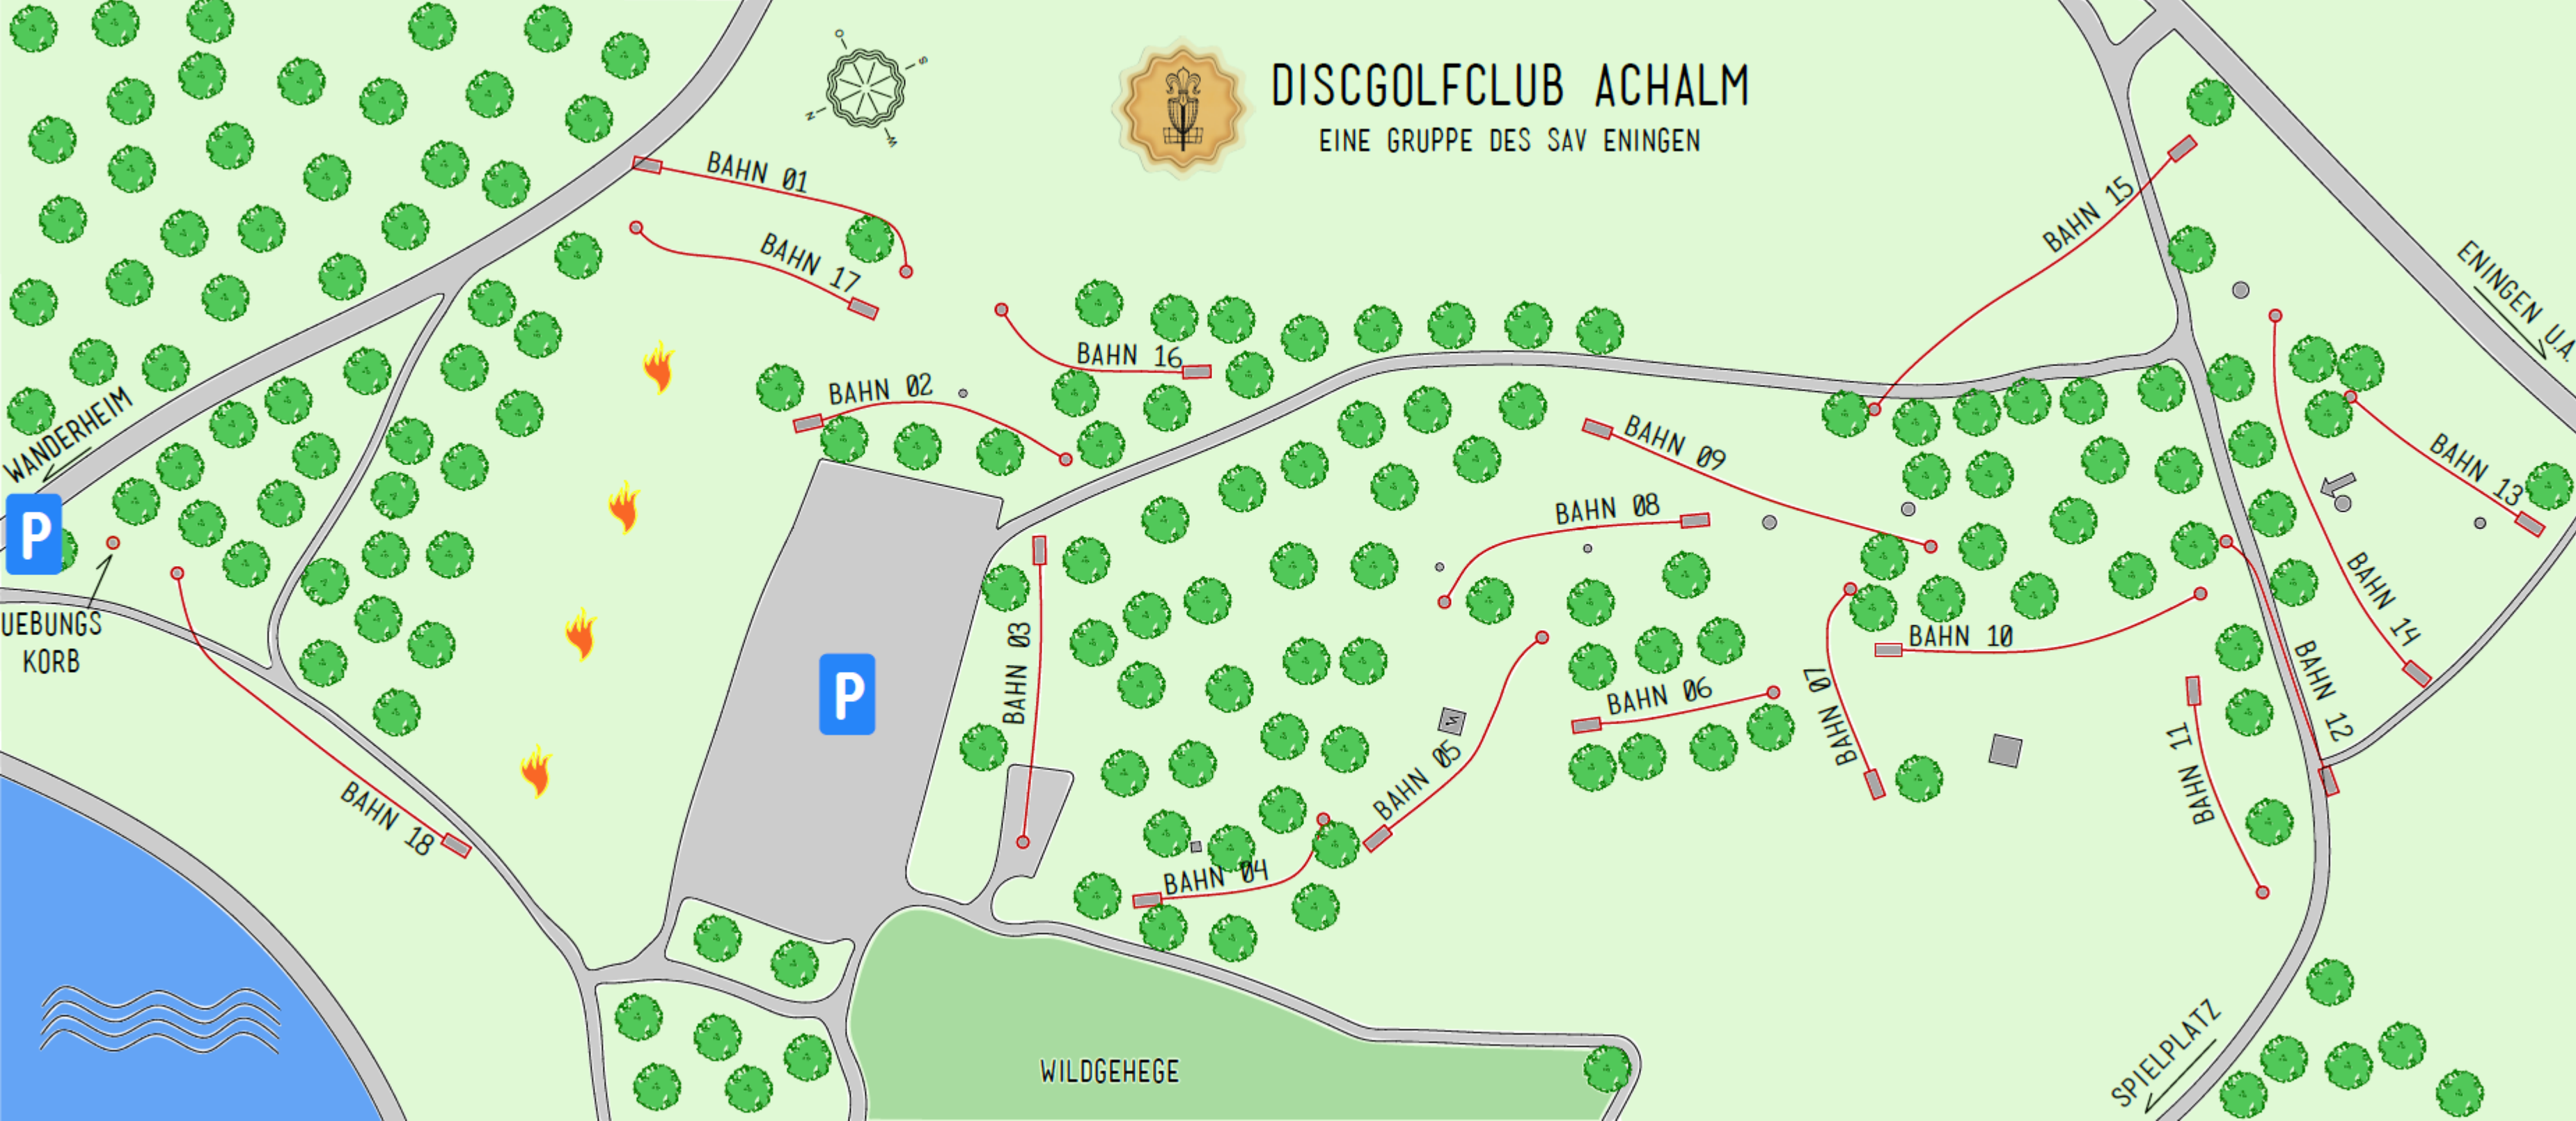 DISCGOLFCLUB ACHALM
EINE GRUPPE DES SAV ENINGEN
O
S
N
W
BAHN 01
BAHN 17
BAHN 16
BAHN 02
BAHN 15
ENINGEN U.A.
WANDERHEIM
P
UEBUNGS
KORB
BAHN 18
P
BAHN 03
BAHN 04
BAHN 05
BAHN 06
BAHN 07
BAHN 08
BAHN 09
BAHN 10
BAHN 11
BAHN 12
BAHN 13
BAHN 14
WILDGEHEGE
SPIELPLATZ